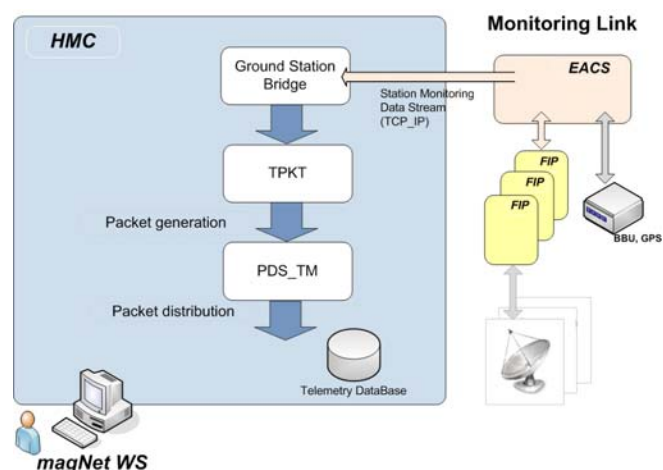 Monitoring Link
HMC
EACS
Ground Station
Bridge
Station Monitoring
Data Stream
(TCP_IP)
FIP
FIP
FIP
TPKT
BBU, GPS
Packet generation
PDS_TM
Packet distribution
Telemetry DataBase
magNet WS